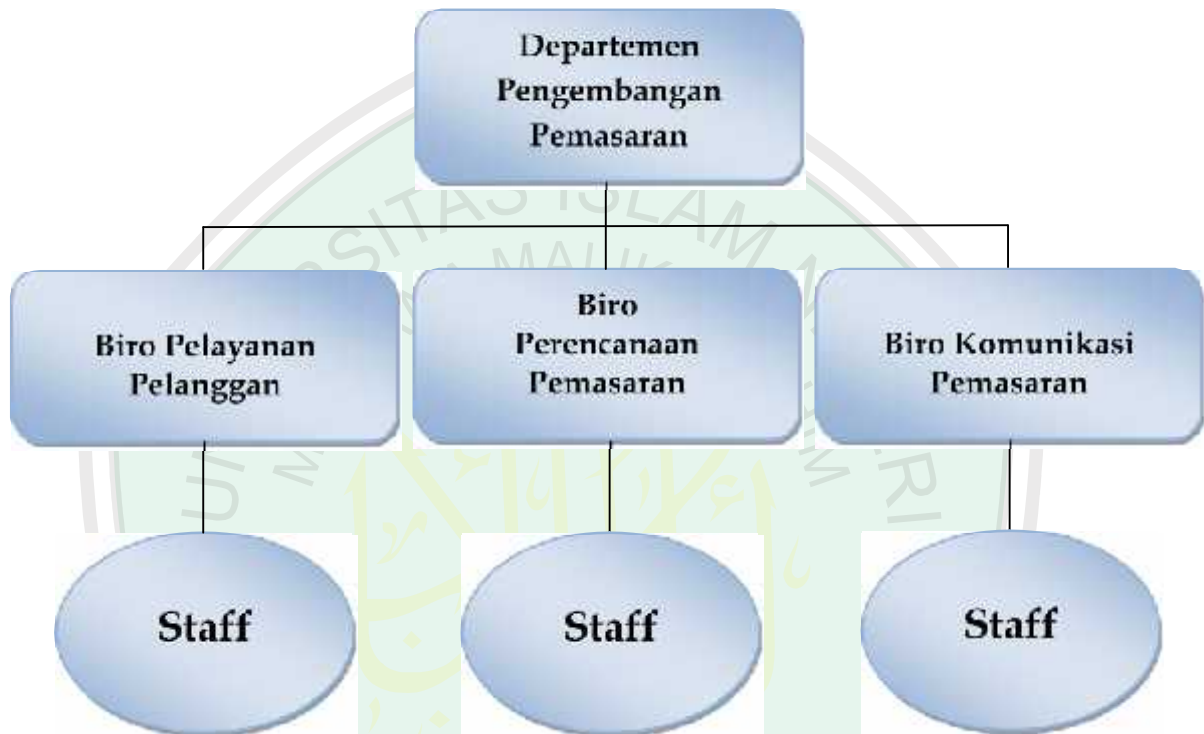 Departemen
Pengembangan
Pemasaran
Biro Pelayanan
Pelanggan
Biro
Perencanaan
Pemasaran
Biro Komunikasi
Pemasaran
Staff
Staff
Staff